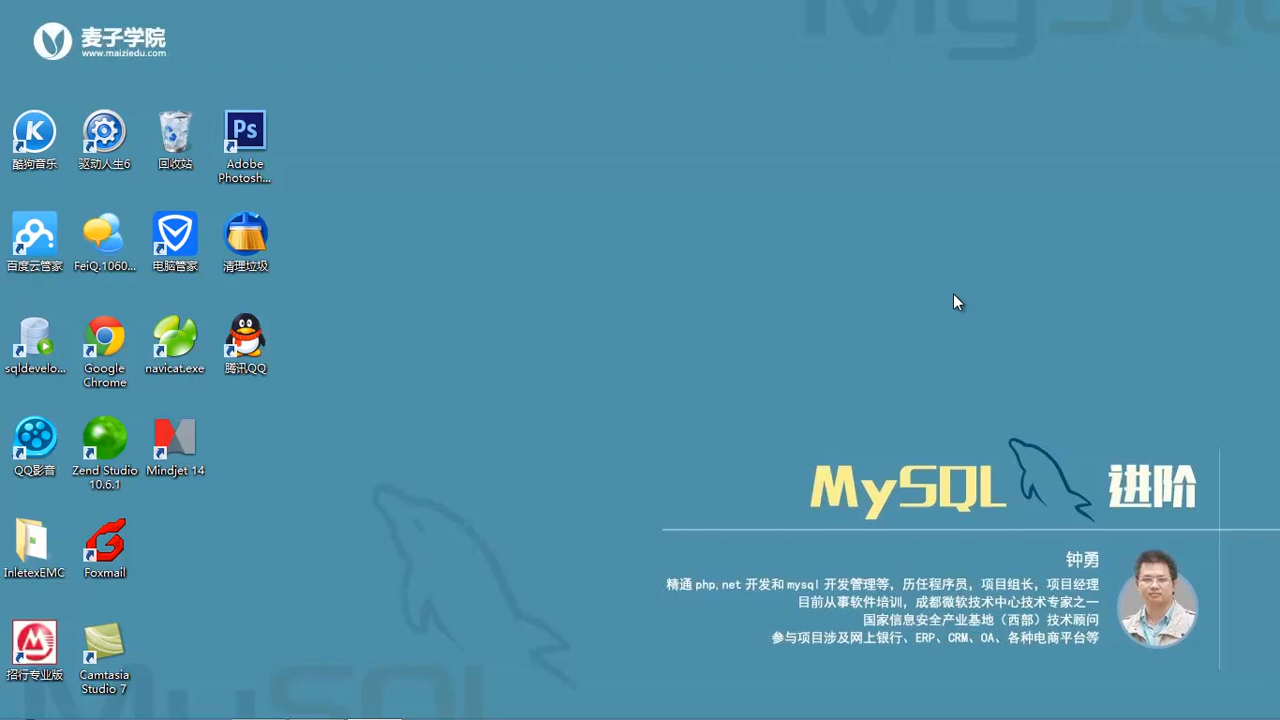 麦子学院
www.maiziedu.com
MySQL
酷狗音乐
驱动人生6
回收站
Ps
Adobe
Photosh...
百度云管家
FeiQ.1060...
电脑管家
清理垃圾
sqldevelo...
Google
Chrome
navicat.exe
腾讯QQ
QQ影音
Zend Studio
10.6.1
Mindjet 14
InletexEMC
Foxmail
招行专业版
Camtasia
Studio 7
MySQL 进阶
钟勇
精通php,net开发和mysql开发管理等，历任程序员，项目组长，项目经理
目前从事软件培训，成都微软技术中心技术专家之一
国家信息安全产业基地（西部）技术顾问
参与项目涉及网上银行、ERP、CRM、OA、各种电商平台等
MySQL